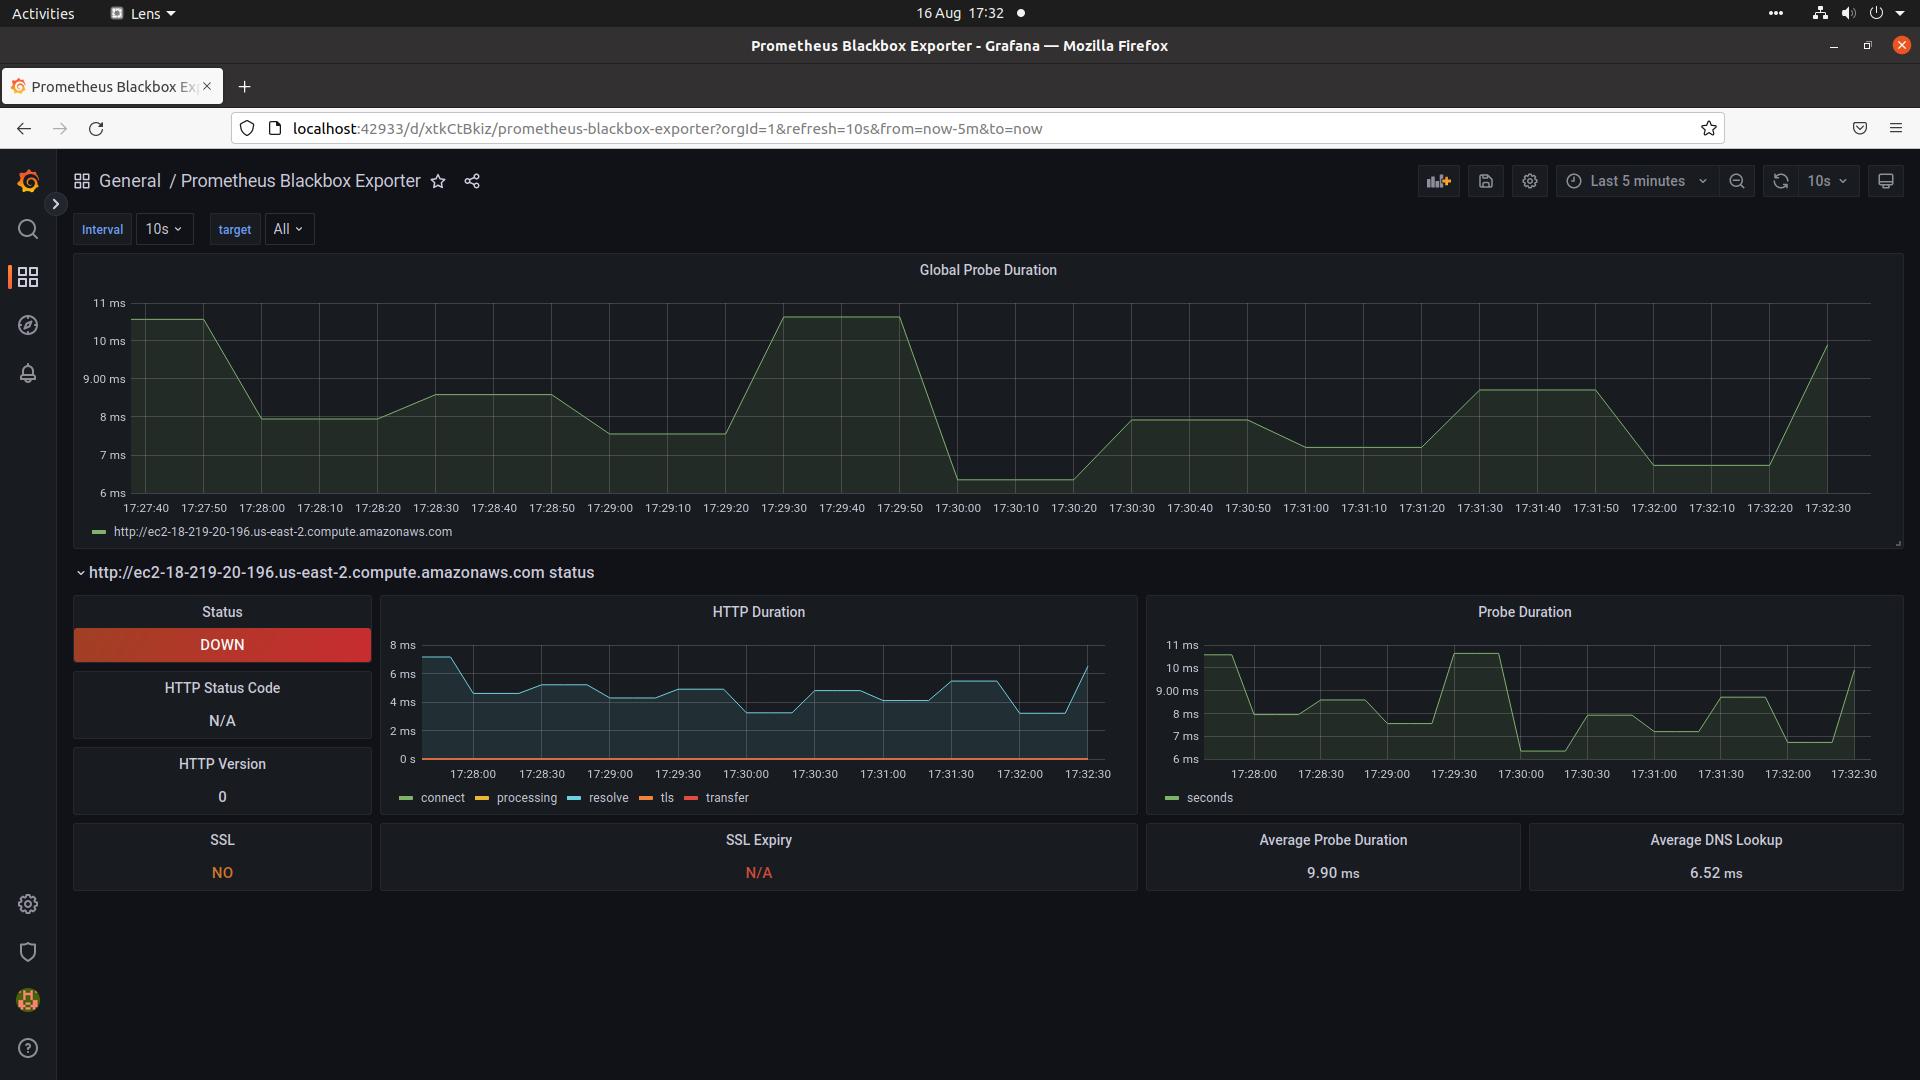 Activities Lens 16 Aug 17:32
Prometheus Blackbox Exporter - Grafana — Mozilla Firefox
Prometheus Blackbox Ex
localhost:42933/d/xtkCtBkiz/prometheus-blackbox-exporter?orgId=1&refresh=10s&from=now-5m&to=now
General / Prometheus Blackbox Exporter Last 5 minutes 10s
Interval 10s target All
Global Probe Duration
11 ms
10 ms
9.00 ms
8 ms
7 ms
6 ms
17:27:40 17:27:50 17:28:00 17:28:10 17:28:20 17:28:30 17:28:40 17:28:50 17:29:00 17:29:10 17:29:20 17:29:30 17:29:40 17:29:50 17:30:00 17:30:10 17:30:20 17:30:30 17:30:40 17:30:50 17:31:00 17:31:10 17:31:20 17:31:30 17:31:40 17:31:50 17:32:00 17:32:10 17:32:20 17:32:30
http://ec2-18-219-20-196.us-east-2.compute.amazonaws.com
http://ec2-18-219-20-196.us-east-2.compute.amazonaws.com status
Status
DOWN
HTTP Status Code
N/A
HTTP Version
0
SSL
NO
HTTP Duration
8 ms
6 ms
4 ms
2 ms
0 s
17:28:00 17:28:30 17:29:00 17:29:30 17:30:00 17:30:30 17:31:00 17:31:30 17:32:00 17:32:30
connect processing resolve tls transfer
SSL Expiry
N/A
Probe Duration
11 ms
10 ms
9.00 ms
8 ms
7 ms
6 ms
17:28:00 17:28:30 17:29:00 17:29:30 17:30:00 17:30:30 17:31:00 17:31:30 17:32:00 17:32:30
seconds
Average Probe Duration
9.90 ms
Average DNS Lookup
6.52 ms